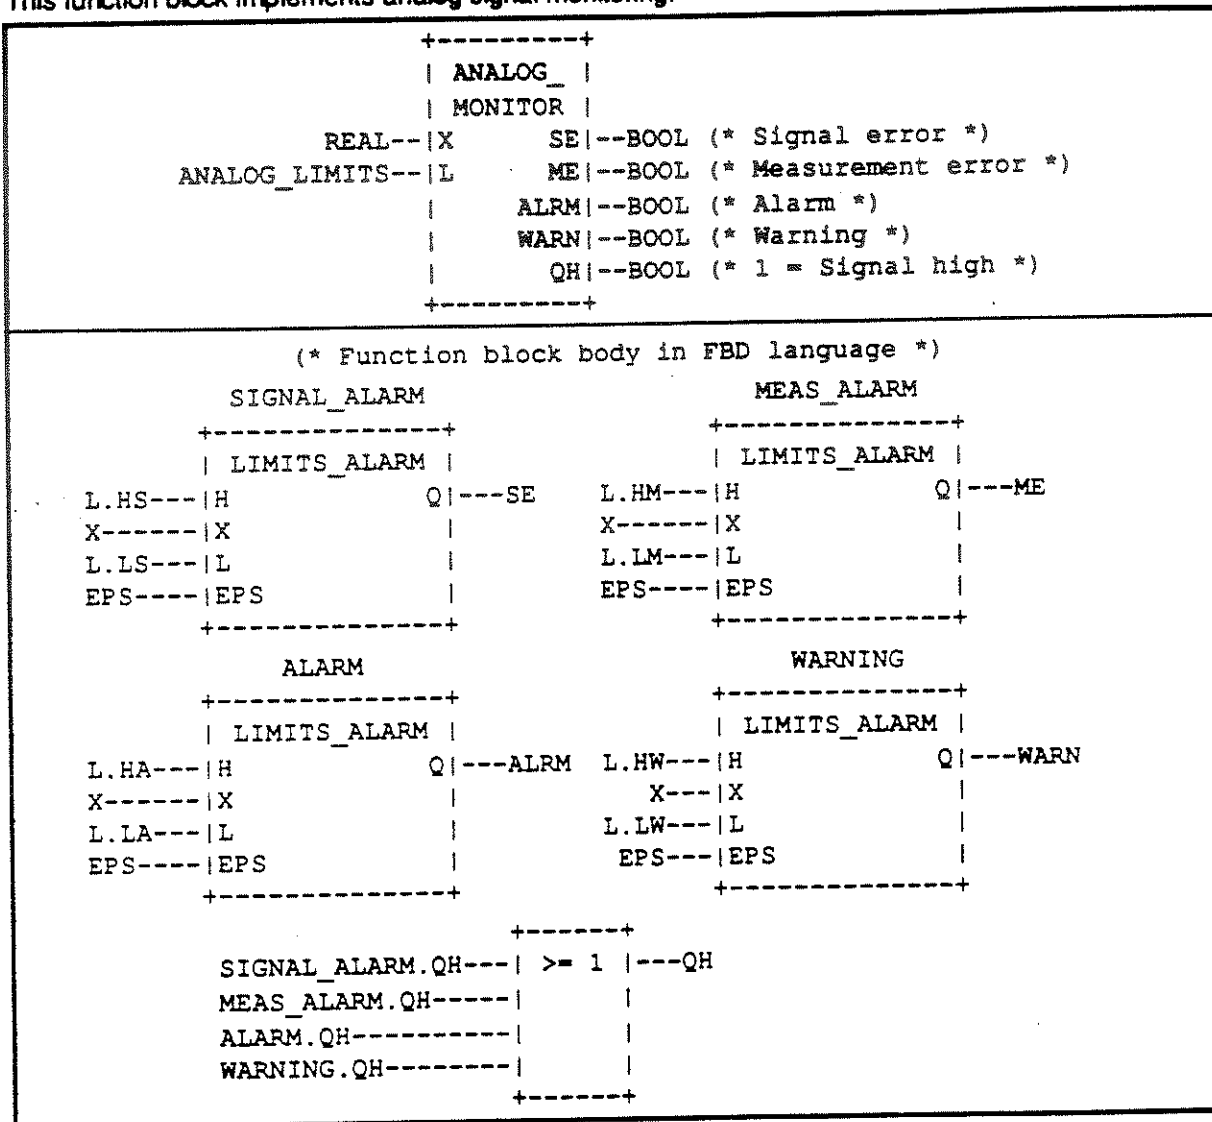 This function block implements analog signal monitoring.
+----------+
| ANALOG_ |
| MONITOR |
REAL--|X SE|--BOOL (* Signal error *)
ANALOG_LIMITS--|L ME|--BOOL (* Measurement error *)
| ALRM|--BOOL (* Alarm *)
| WARN|--BOOL (* Warning *)
| QH|--BOOL (* 1 = Signal high *)
+----------+
(* Function block body in FBD language *)
SIGNAL_ALARM MEAS_ALARM
+--------------+ +--------------+
| LIMITS_ALARM | | LIMITS_ALARM |
L.HS---|H Q|---SE L.HM---|H Q|---ME
X------|X | X------|X |
L.LS---|L | L.LM---|L |
EPS----|EPS | EPS----|EPS |
+--------------+ +--------------+
ALARM WARNING
+--------------+ +--------------+
| LIMITS_ALARM | | LIMITS_ALARM |
L.HA---|H Q|---ALRM L.HW---|H Q|---WARN
X------|X | X---|X |
L.LA---|L | L.LW---|L |
EPS----|EPS | EPS---|EPS |
+--------------+ +--------------+
+------+
SIGNAL_ALARM.QH---| >= 1 |---QH
MEAS_ALARM.QH-----| |
ALARM.QH----------| |
WARNING.QH--------| |
+------+